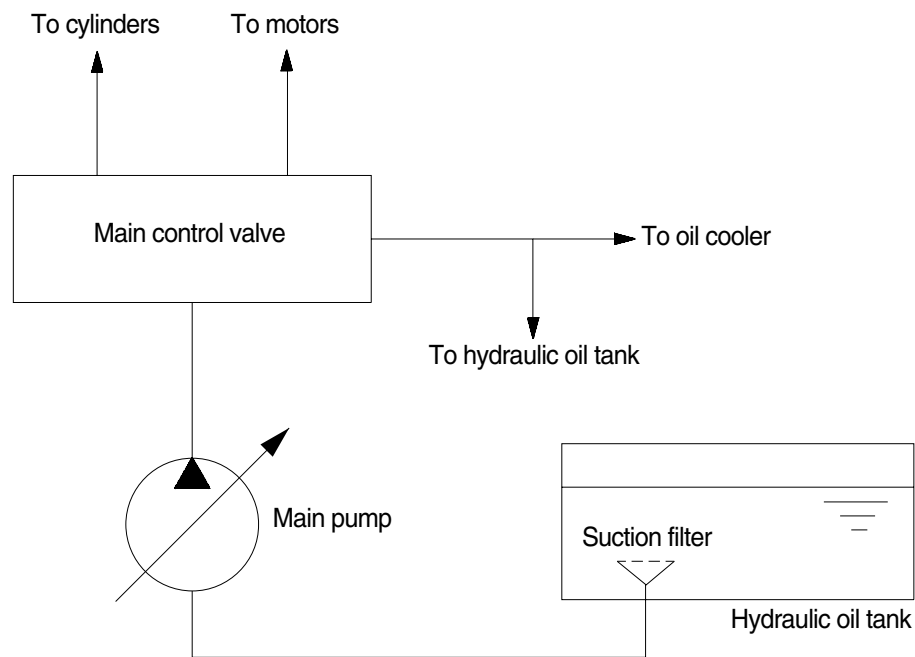 To cylinders
To motors
Main control valve
To oil cooler
To hydraulic oil tank
Main pump
Suction filter
Hydraulic oil tank